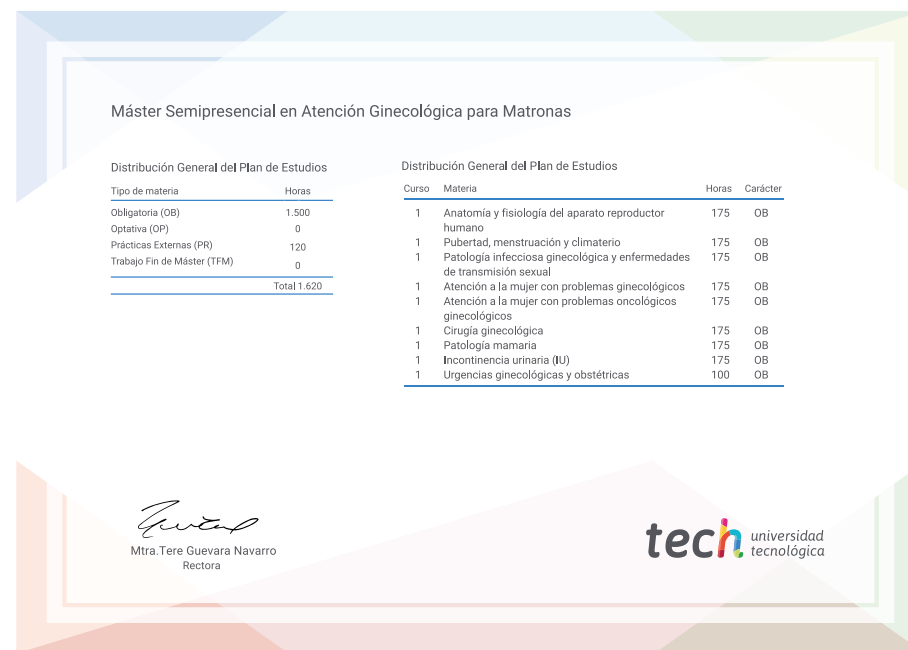 Máster Semipresencial en Atención Ginecológica para Matronas
Distribución General del Plan de Estudios
Tipo de materia Horas
Obligatoria (OB) 1.500
Optativa (OP) 0
Prácticas Externas (PR) 120
Trabajo Fin de Máster (TFM) 0
Total 1.620
Distribución General del Plan de Estudios
Curso Materia Horas Carácter
1 Anatomía y fisiología del aparato reproductor 175 OB
humano
1 Pubertad, menstruación y climaterio 175 OB
1 Patología infecciosa ginecológica y enfermedades 175 OB
de transmisión sexual
1 Atención a la mujer con problemas ginecológicos 175 OB
1 Atención a la mujer con problemas oncológicos 175 OB
ginecológicos
1 Cirugía ginecológica 175 OB
1 Patología mamaria 175 OB
1 Incontinencia urinaria (IU) 175 OB
1 Urgencias ginecológicas y obstétricas 100 OB
Mtra.Tere Guevara Navarro
Rectora
tech universidad
tecnológica